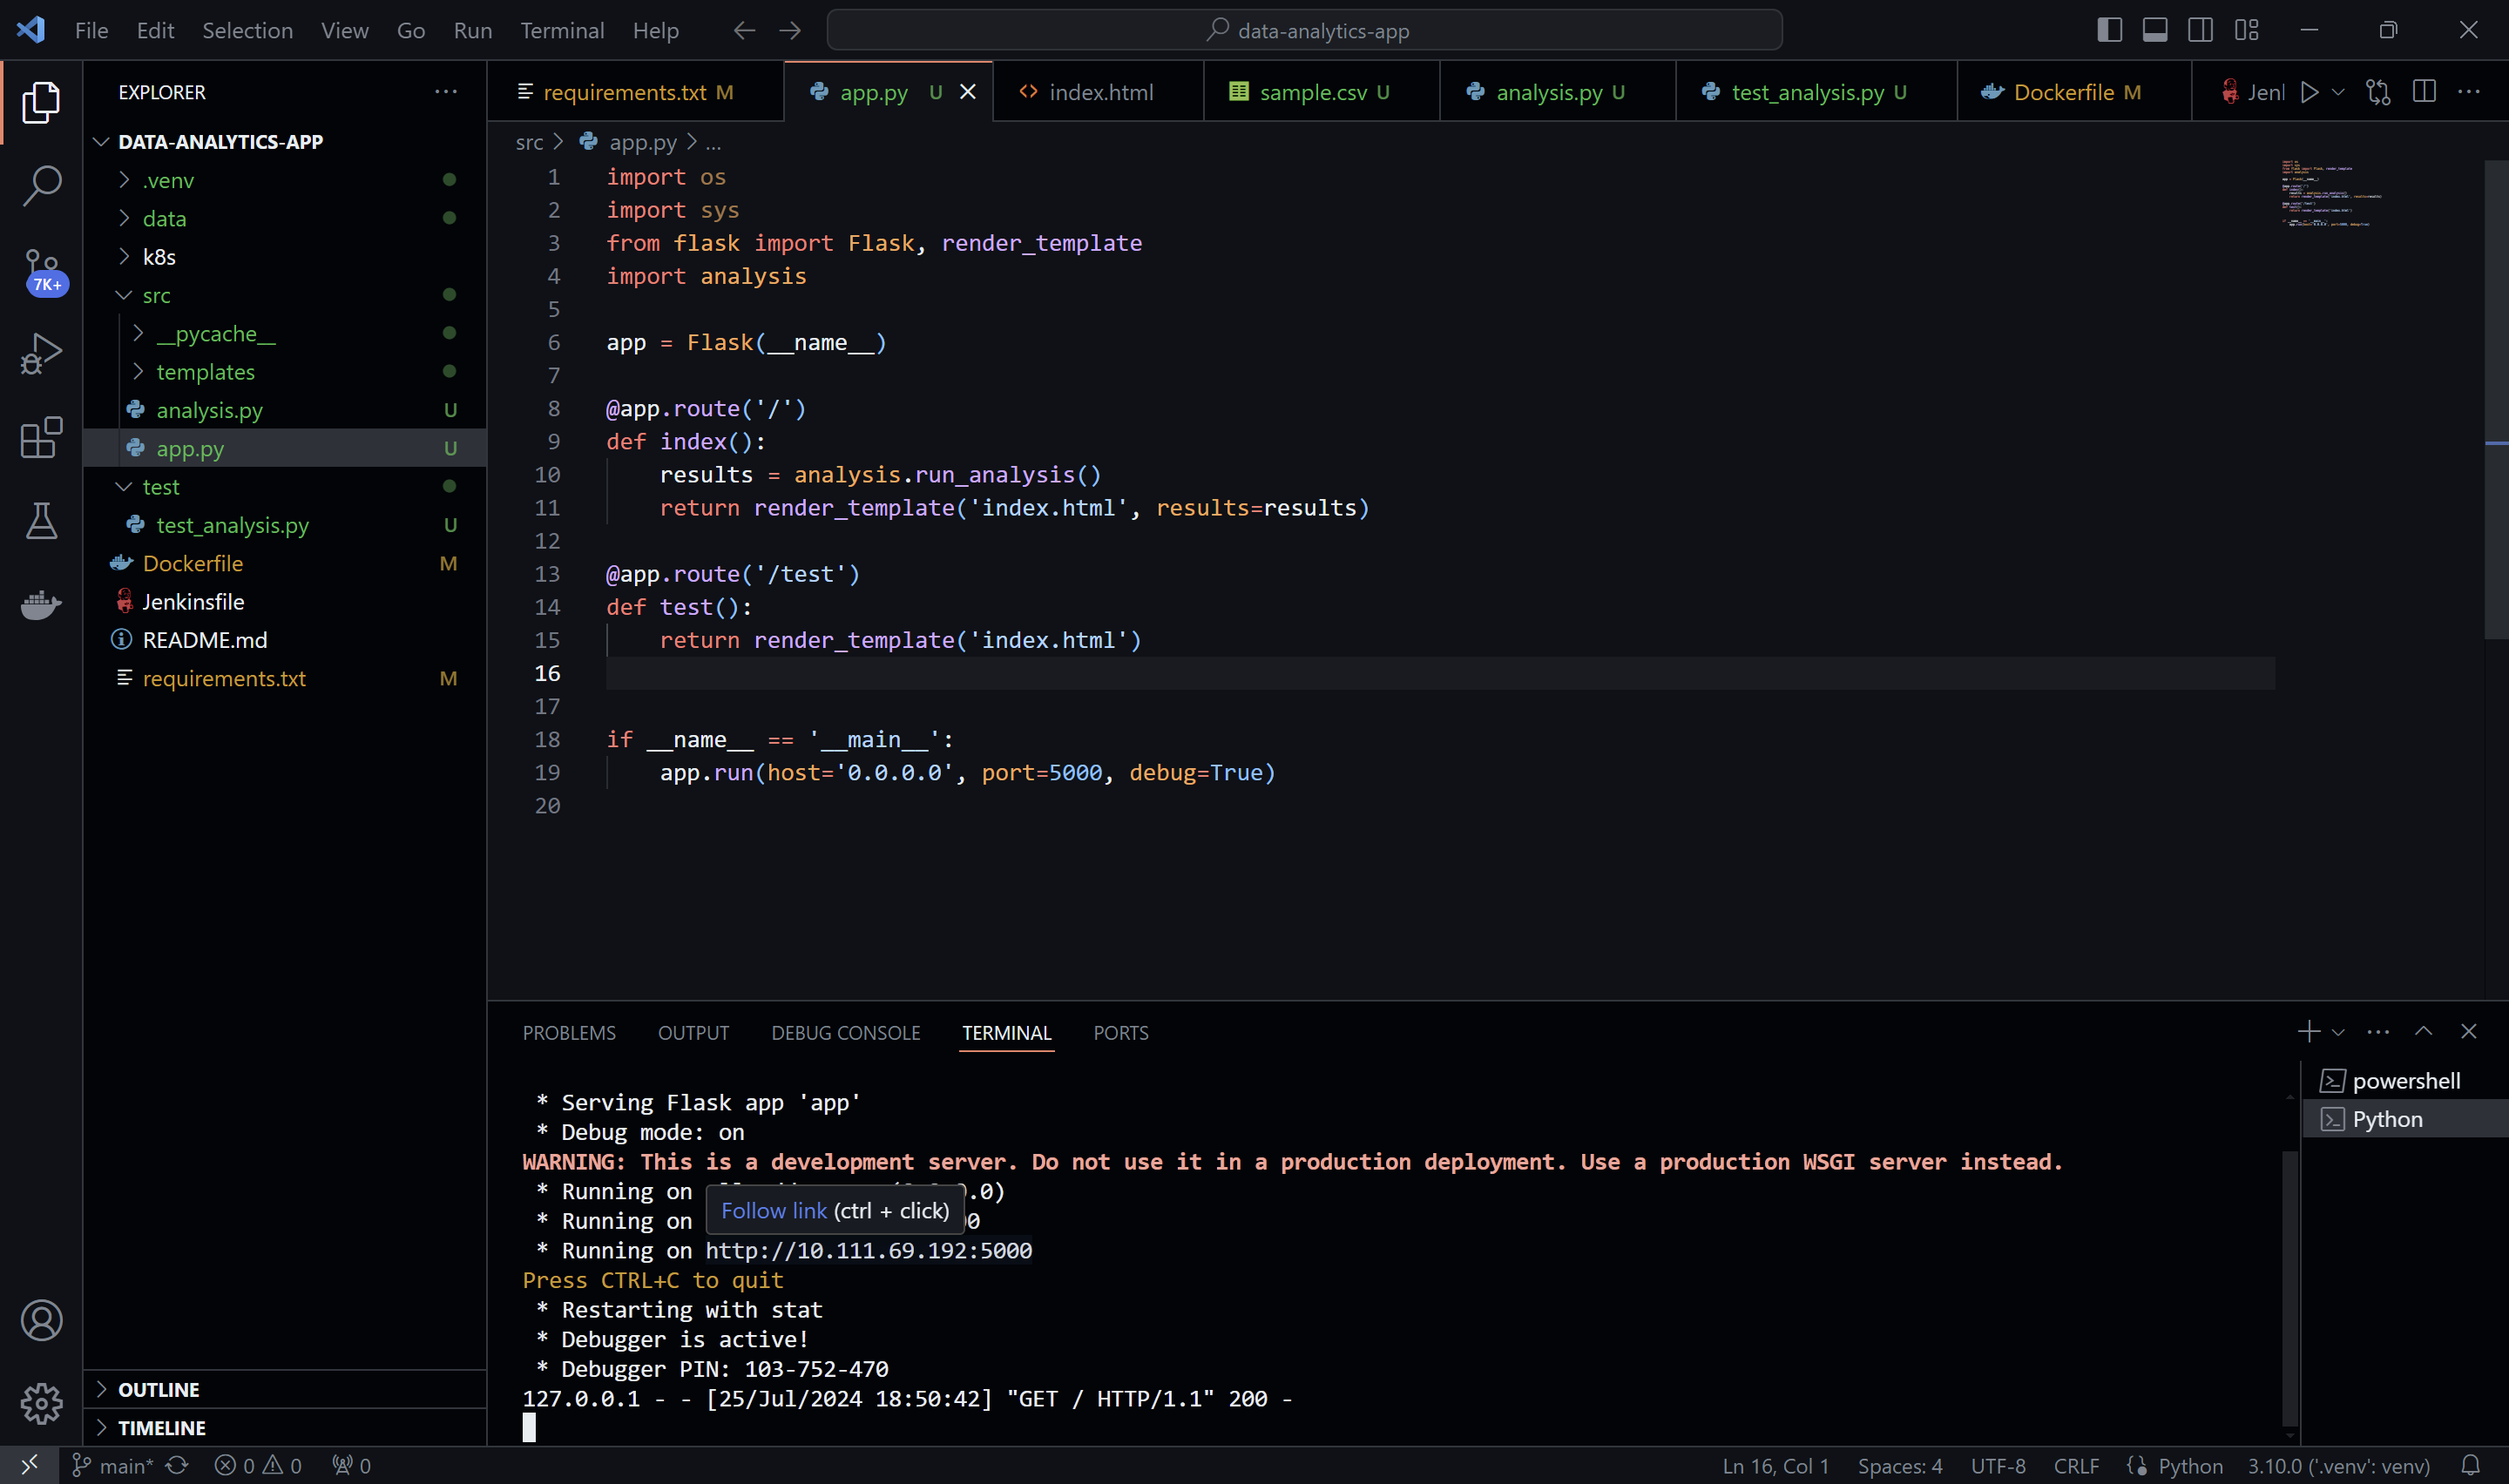 File Edit Selection View Go Run Terminal Help data-analytics-app
EXPLORER
DATA-ANALYTICS-APP
.venv
data
k8s
src
__pycache__
templates
analysis.py U
app.py U
test
test_analysis.py U
Dockerfile M
Jenkinsfile
README.md
requirements.txt M
OUTLINE
TIMELINE
7K+
requirements.txt M app.py U index.html sample.csv U analysis.py U test_analysis.py U Dockerfile M
src > app.py > ...
1 import os
2 import sys
3 from flask import Flask, render_template
4 import analysis
5
6 app = Flask(__name__)
7
8 @app.route('/')
9 def index():
10 results = analysis.run_analysis()
11 return render_template('index.html', results=results)
12
13 @app.route('/test')
14 def test():
15 return render_template('index.html')
16
17
18 if __name__ == '__main__':
19 app.run(host='0.0.0.0', port=5000, debug=True)
20
PROBLEMS OUTPUT DEBUG CONSOLE TERMINAL PORTS
* Serving Flask app 'app'
* Debug mode: on
WARNING: This is a development server. Do not use it in a production deployment. Use a production WSGI server instead.
* Running on
* Running on
Follow link (ctrl + click)
* Running on http://10.111.69.192:5000
Press CTRL+C to quit
* Restarting with stat
* Debugger is active!
* Debugger PIN: 103-752-470
127.0.0.1 - - [25/Jul/2024 18:50:42] "GET / HTTP/1.1" 200 -
powershell
Python
main* 0 0 0 Ln 16, Col 1 Spaces: 4 UTF-8 CRLF Python 3.10.0 ('.venv': venv)